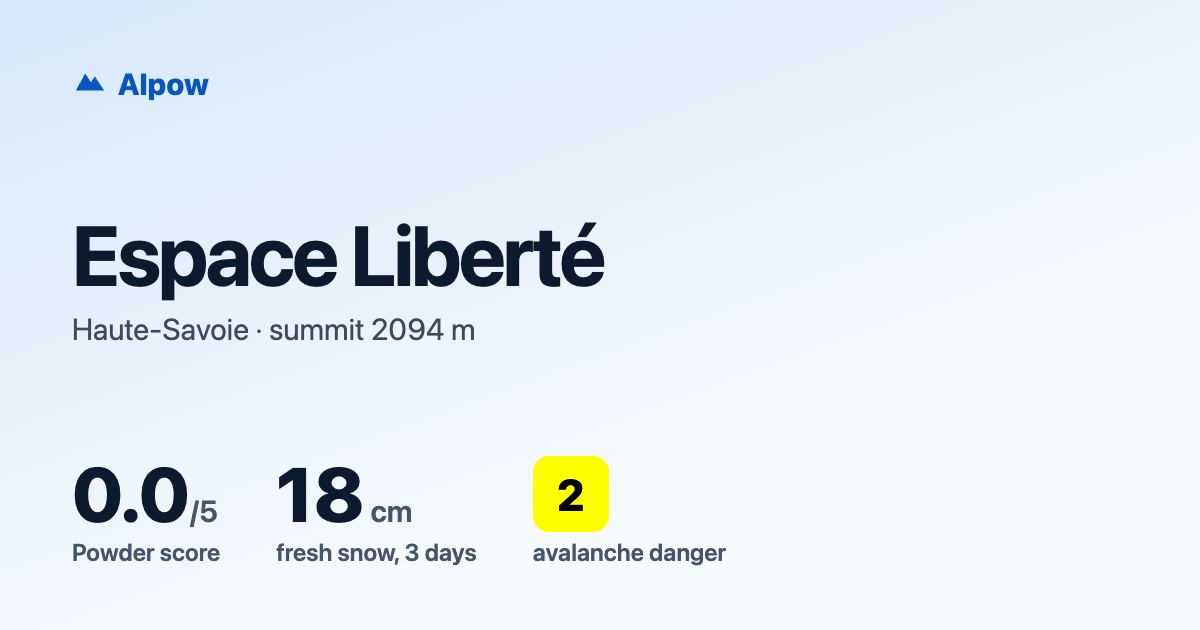 Alpow
Espace Liberté
Haute-Savoie · summit 2094 m
0.0/5
Powder score
18 cm
fresh snow, 3 days
2
avalanche danger